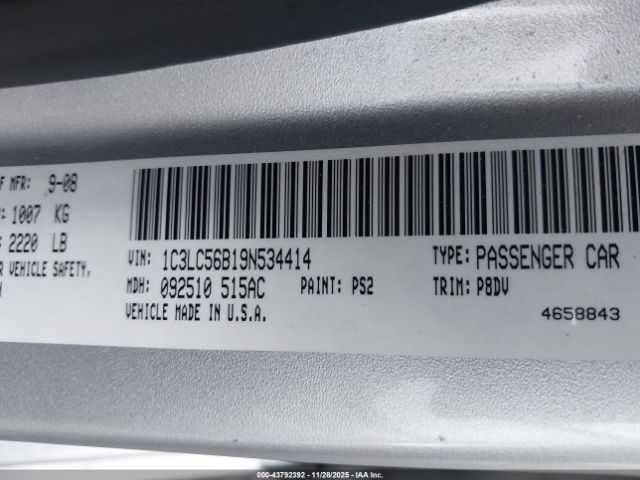 F MFR: 9-08
: 1007 KG
2220 LB
R VEHICLE SAFETY,
VIN: 1C3LC56B19N534414 TYPE: PASSENGER CAR
MDH: 092510 515AC PAINT: PS2 TRIM: P8DV
VEHICLE MADE IN U.S.A.
4658843
000-43792392 - 11/28/2025 - IAA Inc.